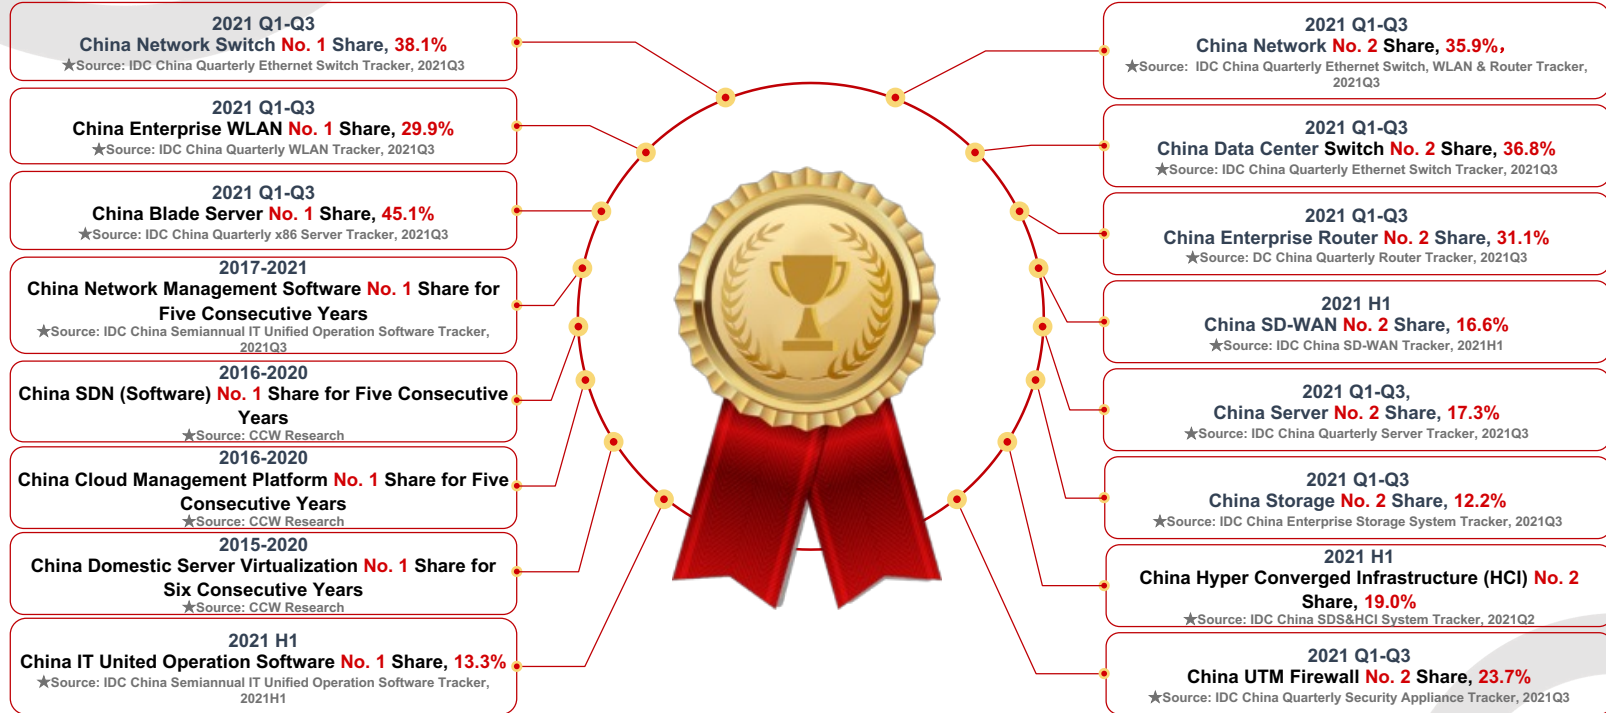 2021 Q1-Q3
China Network Switch No. 1 Share, 38.1%
★Source: IDC China Quarterly Ethernet Switch Tracker, 2021Q3
2021 Q1-Q3
China Enterprise WLAN No. 1 Share, 29.9%
★Source: IDC China Quarterly WLAN Tracker, 2021Q3
2021 Q1-Q3
China Blade Server No. 1 Share, 45.1%
★Source: IDC China Quarterly x86 Server Tracker, 2021Q3
2017-2021
China Network Management Software No. 1 Share for
Five Consecutive Years
★Source: IDC China Semiannual IT Unified Operation Software Tracker,
2021Q3
2016-2020
China SDN (Software) No. 1 Share for Five Consecutive
Years
★Source: CCW Research
2016-2020
China Cloud Management Platform No. 1 Share for Five
Consecutive Years
★Source: CCW Research
2015-2020
China Domestic Server Virtualization No. 1 Share for
Six Consecutive Years
★Source: CCW Research
2021 H1
China IT United Operation Software No. 1 Share, 13.3%
★Source: IDC China Semiannual IT Unified Operation Software Tracker,
2021H1
2021 Q1-Q3
China Network No. 2 Share, 35.9%，
★Source: IDC China Quarterly Ethernet Switch, WLAN & Router Tracker,
2021Q3
2021 Q1-Q3
China Data Center Switch No. 2 Share, 36.8%
★Source: IDC China Quarterly Ethernet Switch Tracker, 2021Q3
2021 Q1-Q3
China Enterprise Router No. 2 Share, 31.1%
★Source: DC China Quarterly Router Tracker, 2021Q3
2021 H1
China SD-WAN No. 2 Share, 16.6%
★Source: IDC China SD-WAN Tracker, 2021H1
2021 Q1-Q3,
China Server No. 2 Share, 17.3%
★Source: IDC China Quarterly Server Tracker, 2021Q3
2021 Q1-Q3
China Storage No. 2 Share, 12.2%
★Source: IDC China Enterprise Storage System Tracker, 2021Q3
2021 H1
China Hyper Converged Infrastructure (HCI) No. 2
Share, 19.0%
★Source: IDC China SDS&HCI System Tracker, 2021Q2
2021 Q1-Q3
China UTM Firewall No. 2 Share, 23.7%
★Source: IDC China Quarterly Security Appliance Tracker, 2021Q3